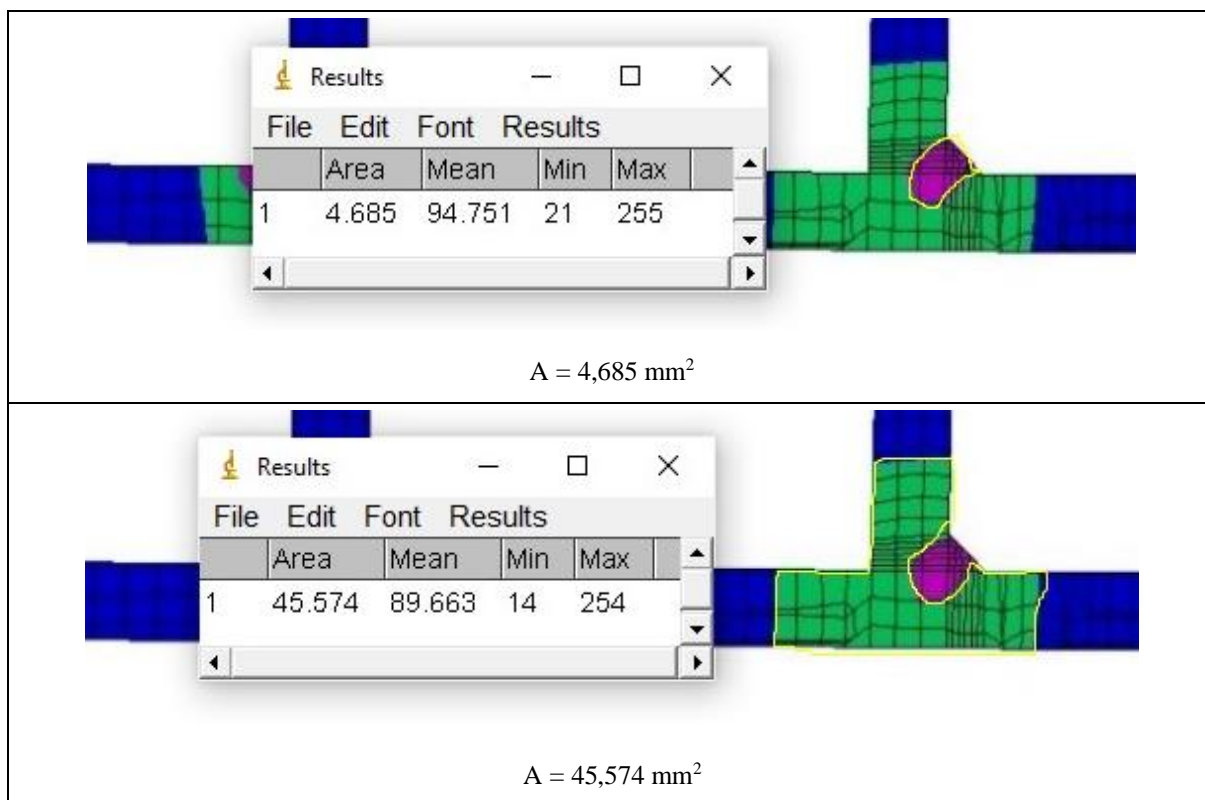 Results
File Edit Font Results
Area Mean Min Max
1 4.685 94.751 21 255
A = 4,685 mm²
Results
File Edit Font Results
Area Mean Min Max
1 45.574 89.663 14 254
A = 45,574 mm²